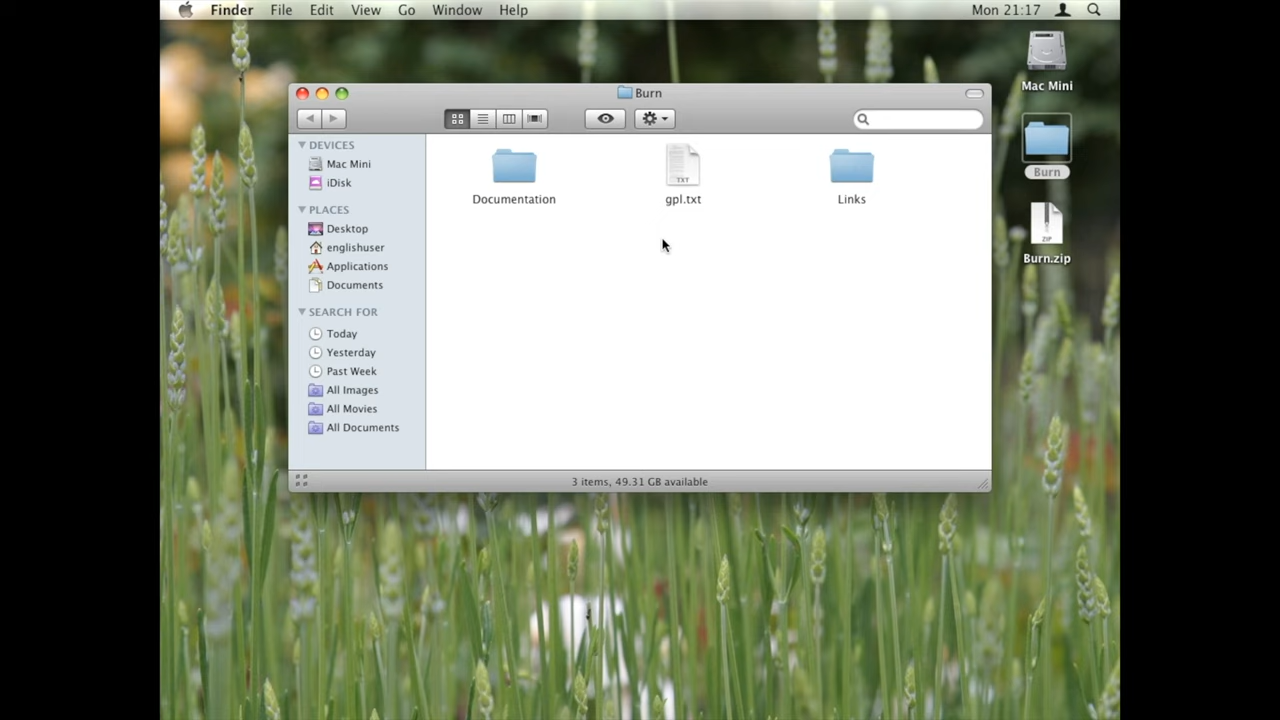 Finder File Edit View Go Window Help Mon 21:17
Mac Mini
Burn
Burn.zip
ZIP
Burn
DEVICES
Mac Mini
iDisk
PLACES
Desktop
englishuser
Applications
Documents
SEARCH FOR
Today
Yesterday
Past Week
All Images
All Movies
All Documents
Documentation
TXT
gpl.txt
Links
3 items, 49.31 GB available